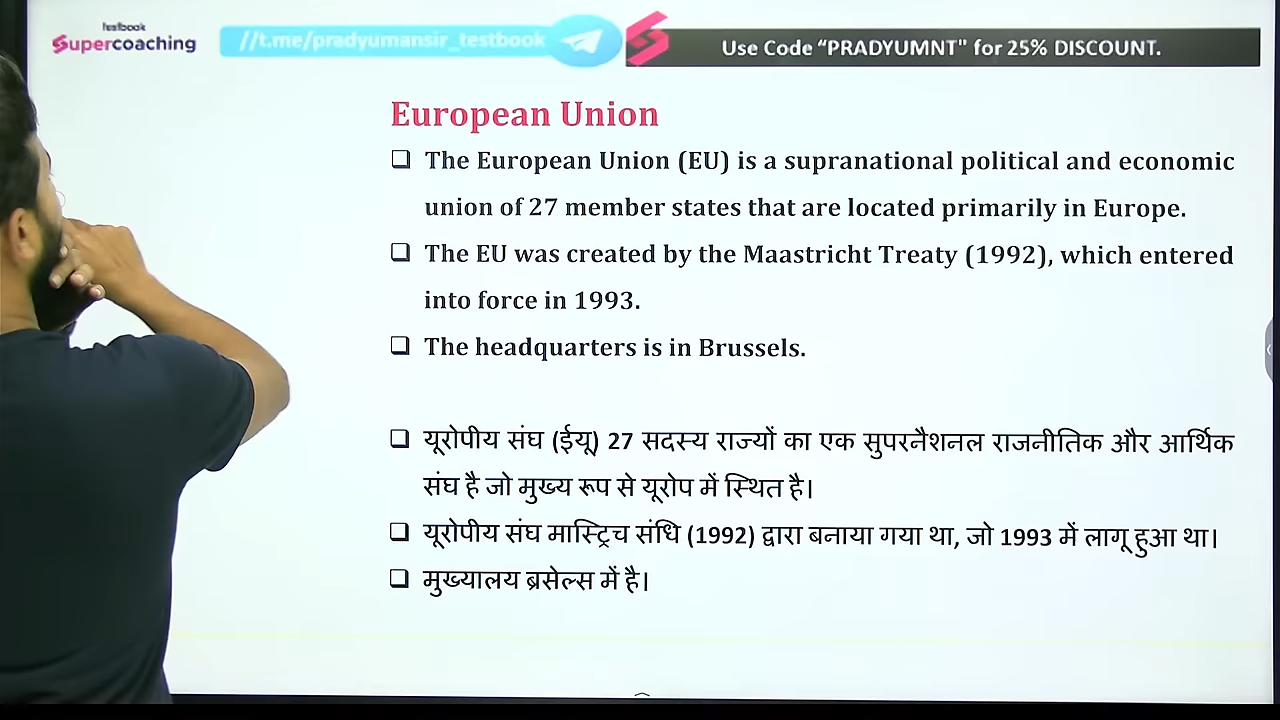 testbook
Supercoaching
//t.me/pradyumansir_testbook
Use Code “PRADYUMNT" for 25% DISCOUNT.
European Union
❑ The European Union (EU) is a supranational political and economic
union of 27 member states that are located primarily in Europe.
❑ The EU was created by the Maastricht Treaty (1992), which entered
into force in 1993.
❑ The headquarters is in Brussels.
❑ यूरोपीय संघ (ईयू) 27 सदस्य राज्यों का एक सुपरनैशनल राजनीतिक और आर्थिक
संघ है जो मुख्य रूप से यूरोप में स्थित है।
❑ यूरोपीय संघ मास्ट्रिच संधि (1992) द्वारा बनाया गया था, जो 1993 में लागू हुआ था।
❑ मुख्यालय ब्रसेल्स में है।